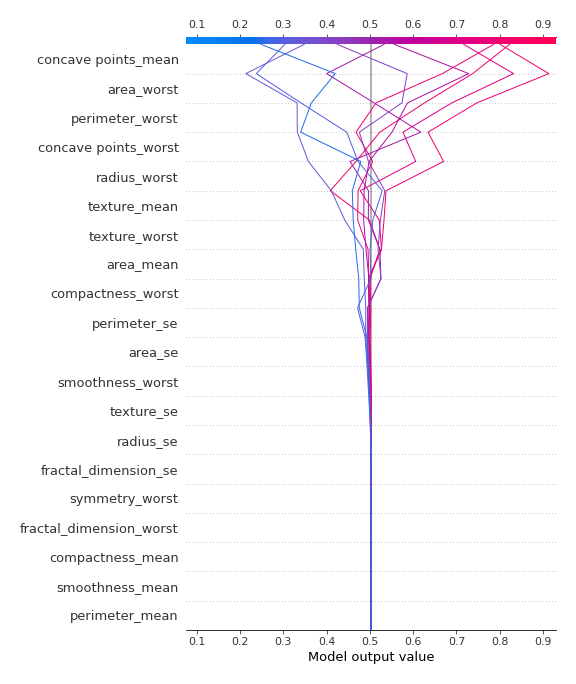 0.1 0.2 0.3 0.4 0.5 0.6 0.7 0.8 0.9
concave points_mean
area_worst
perimeter_worst
concave points_worst
radius_worst
texture_mean
texture_worst
area_mean
compactness_worst
perimeter_se
area_se
smoothness_worst
texture_se
radius_se
fractal_dimension_se
symmetry_worst
fractal_dimension_worst
compactness_mean
smoothness_mean
perimeter_mean
0.1 0.2 0.3 0.4 0.5 0.6 0.7 0.8 0.9
Model output value